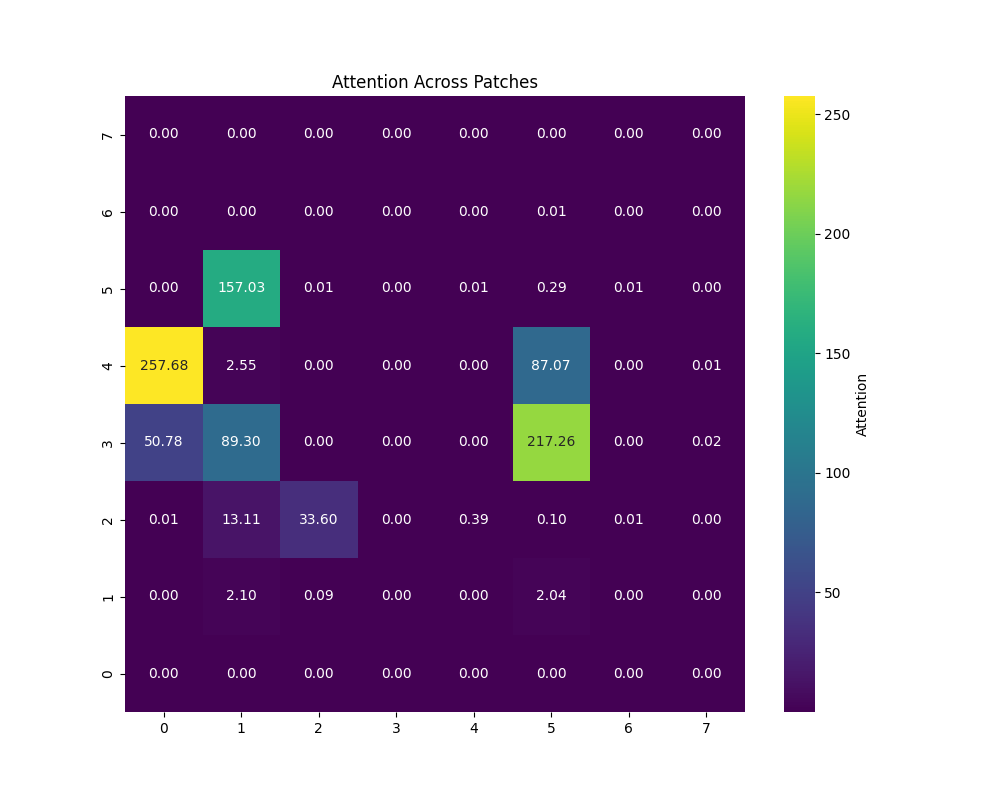 Attention Across Patches
7 0.00 0.00 0.00 0.00 0.00 0.00 0.00 0.00
6 0.00 0.00 0.00 0.00 0.00 0.01 0.00 0.00
5 0.00 157.03 0.01 0.00 0.01 0.29 0.01 0.00
4 257.68 2.55 0.00 0.00 0.00 87.07 0.00 0.01
3 50.78 89.30 0.00 0.00 0.00 217.26 0.00 0.02
2 0.01 13.11 33.60 0.00 0.39 0.10 0.01 0.00
1 0.00 2.10 0.09 0.00 0.00 2.04 0.00 0.00
0 0.00 0.00 0.00 0.00 0.00 0.00 0.00 0.00
0 1 2 3 4 5 6 7
250
200
150
100
50
Attention